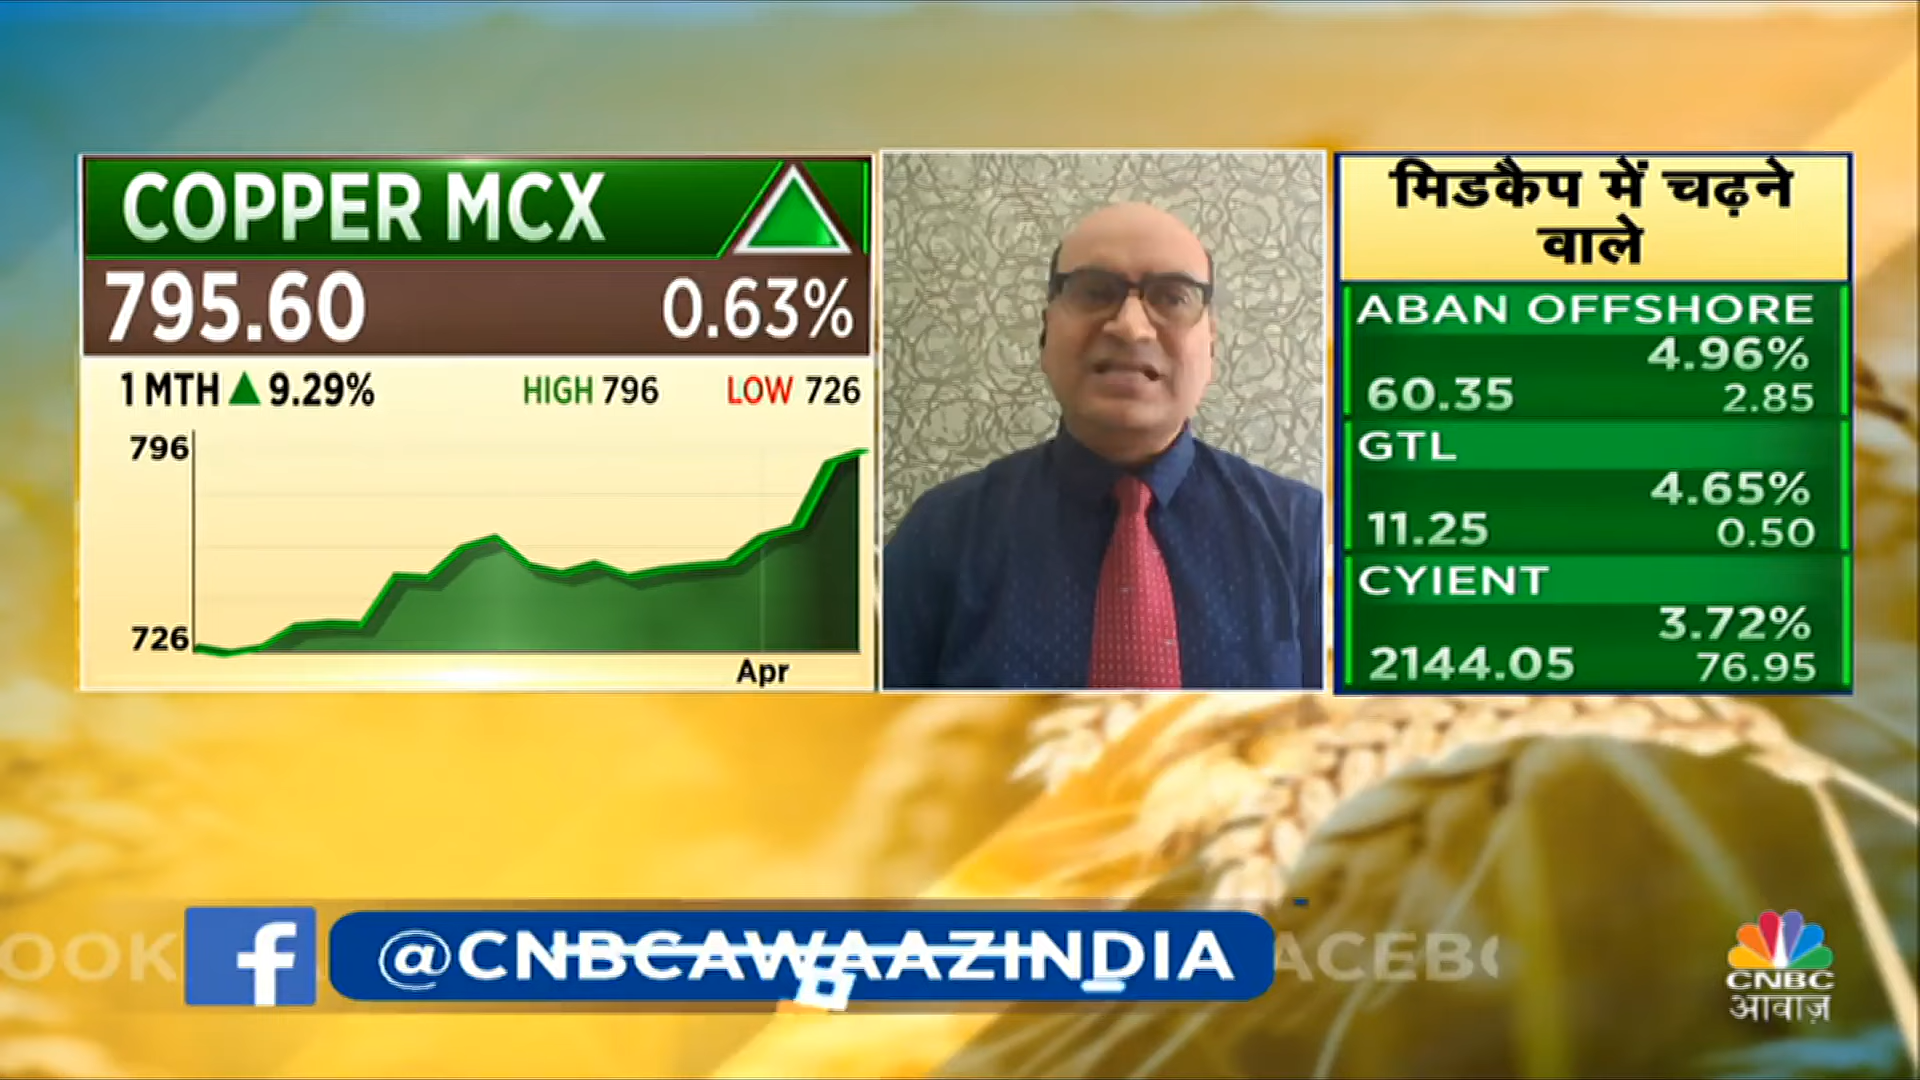 COPPER MCX
795.60 0.63%
1 MTH ▲ 9.29% HIGH 796 LOW 726
796
726
Apr
मिडकैप में चढ़ने
वाले
ABAN OFFSHORE
4.96%
60.35 2.85
GTL
4.65%
11.25 0.50
CYIENT
3.72%
2144.05 76.95
@CNBCAWAAZINDIA
CNBC
आवाज़